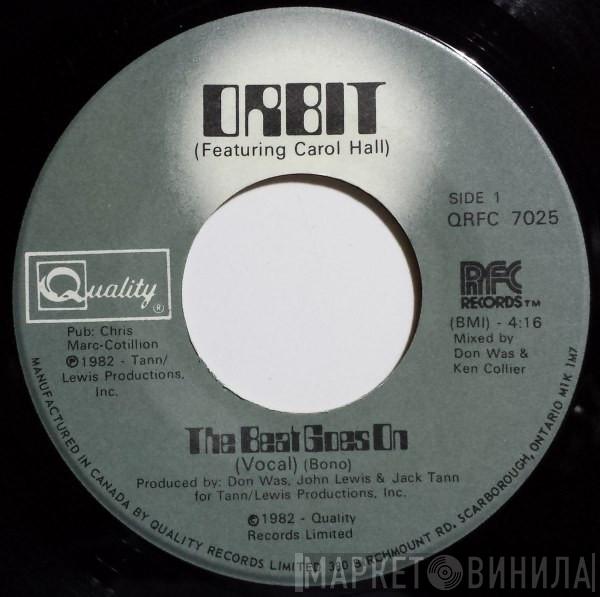 ORBIT
(Featuring Carol Hall)
SIDE 1
QRFC 7025
Quality®
RFC
RECORDS™
Pub: Chris
Marc-Cotillion
℗1982 - Tann/
Lewis Productions,
Inc.
(BMI) - 4:16
Mixed by
Don Was &
Ken Collier
The Beat Goes On
(Vocal) (Bono)
Produced by: Don Was, John Lewis & Jack Tann
for Tann/Lewis Productions, Inc.
©1982 - Quality
Records Limited
MANUFACTURED IN CANADA BY QUALITY RECORDS LIMITED, 380 BIRCHMOUNT RD. SCARBOROUGH, ONTARIO M1K 1M7
МАРКЕТ ВИНИЛА